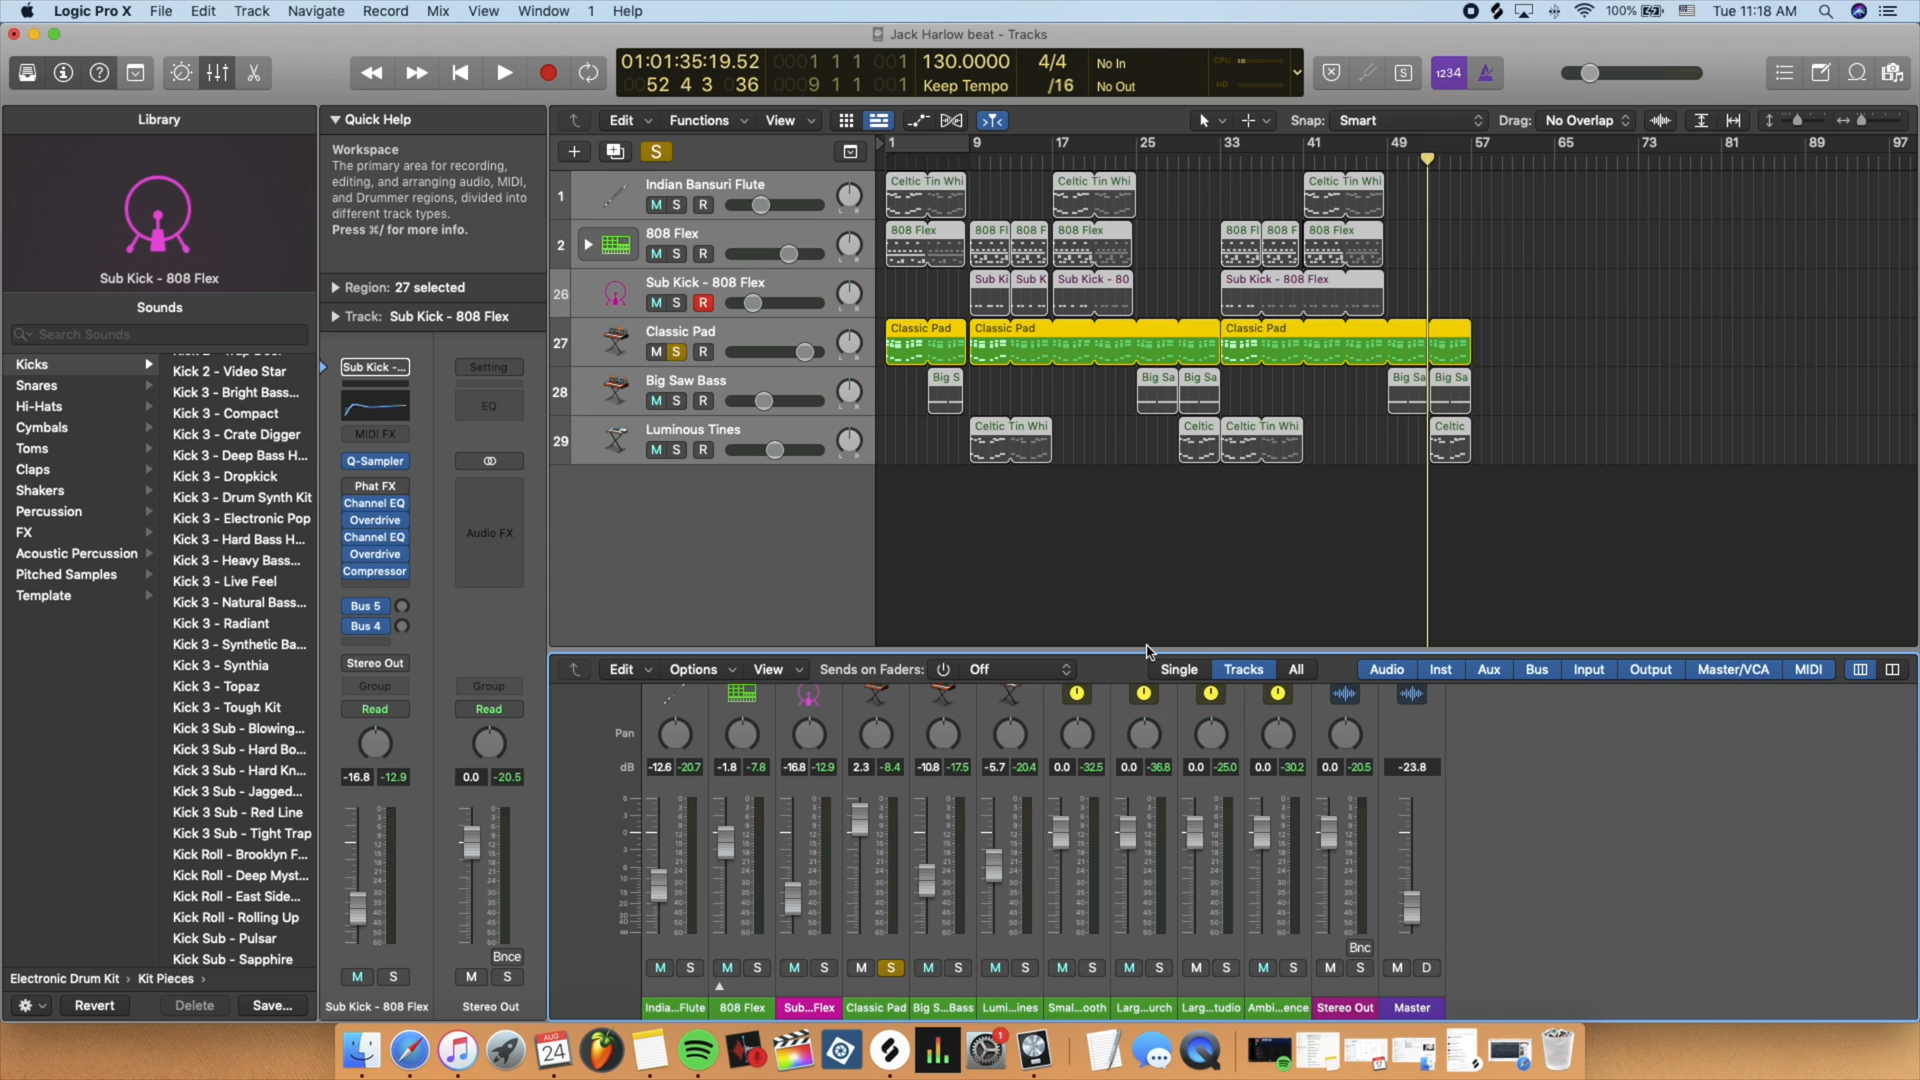 Logic Pro X File Edit Track Navigate Record Mix View Window 1 Help
100% Tue 11:18 AM
Jack Harlow beat - Tracks
01:01:35:19.52 0001 1 1 001 130.0000 4/4 No In CPU
0052 4 3 036 0009 1 1 001 Keep Tempo /16 No Out HD
S 1234
Library
Sub Kick - 808 Flex
Sounds
Search Sounds
Kicks
Snares
Hi-Hats
Cymbals
Toms
Claps
Shakers
Percussion
FX
Acoustic Percussion
Pitched Samples
Template
Kick 2 - Video Star
Kick 3 - Bright Bass...
Kick 3 - Compact
Kick 3 - Crate Digger
Kick 3 - Deep Bass H...
Kick 3 - Dropkick
Kick 3 - Drum Synth Kit
Kick 3 - Electronic Pop
Kick 3 - Hard Bass H...
Kick 3 - Heavy Bass...
Kick 3 - Live Feel
Kick 3 - Natural Bass...
Kick 3 - Radiant
Kick 3 - Synthetic Ba...
Kick 3 - Synthia
Kick 3 - Topaz
Kick 3 - Tough Kit
Kick 3 Sub - Blowing...
Kick 3 Sub - Hard Bo...
Kick 3 Sub - Hard Kn...
Kick 3 Sub - Jagged...
Kick 3 Sub - Red Line
Kick 3 Sub - Tight Trap
Kick Roll - Brooklyn F...
Kick Roll - Deep Myst...
Kick Roll - East Side...
Kick Roll - Rolling Up
Kick Sub - Pulsar
Kick Sub - Sapphire
Electronic Drum Kit › Kit Pieces ›
Revert Delete Save...
Quick Help
Workspace
The primary area for recording,
editing, and arranging audio, MIDI,
and Drummer regions, divided into
different track types.
Press ⌘/ for more info.
Region: 27 selected
Track: Sub Kick - 808 Flex
Sub Kick -... Setting
EQ
MIDI FX
Q-Sampler
Phat FX
Channel EQ
Overdrive
Channel EQ
Overdrive
Compressor
Audio FX
Bus 5
Bus 4
Stereo Out
Group Group
Read Read
-16.8 -12.9 0.0 -20.5
Bnce
M S M S
Sub Kick - 808 Flex Stereo Out
Edit Functions View Snap: Smart Drag: No Overlap
S
1 9 17 25 33 41 49 57 65 73 81 89 97
1 Indian Bansuri Flute
M S R
Celtic Tin Whi Celtic Tin Whi Celtic Tin Whi
2 808 Flex
M S R
808 Flex 808 Fl 808 F 808 Flex 808 Fl 808 F 808 Flex
26 Sub Kick - 808 Flex
M S R
Sub Ki Sub K Sub Kick - 80 Sub Kick - 808 Flex
27 Classic Pad
M S R
Classic Pad Classic Pad Classic Pad
28 Big Saw Bass
M S R
Big S Big Sa Big Sa Big Sa Big Sa
29 Luminous Tines
M S R
Celtic Tin Whi Celtic Celtic Tin Whi Celtic
Edit Options View Sends on Faders: Off Single Tracks All Audio Inst Aux Bus Input Output Master/VCA MIDI
Pan
dB -12.6 -20.7 -1.8 -7.8 -16.8 -12.9 2.3 -8.4 -10.8 -17.5 -5.7 -20.4 0.0 -32.5 0.0 -36.8 0.0 -25.0 0.0 -30.2 0.0 -20.5 -23.8
Bnc
M S M S M S M S M S M S M S M S M S M S M S M D
India...Flute 808 Flex Sub...Flex Classic Pad Big S...Bass Lumi...ines Smal...ooth Larg...urch Larg...tudio Ambi...ence Stereo Out Master
AUG
24
1